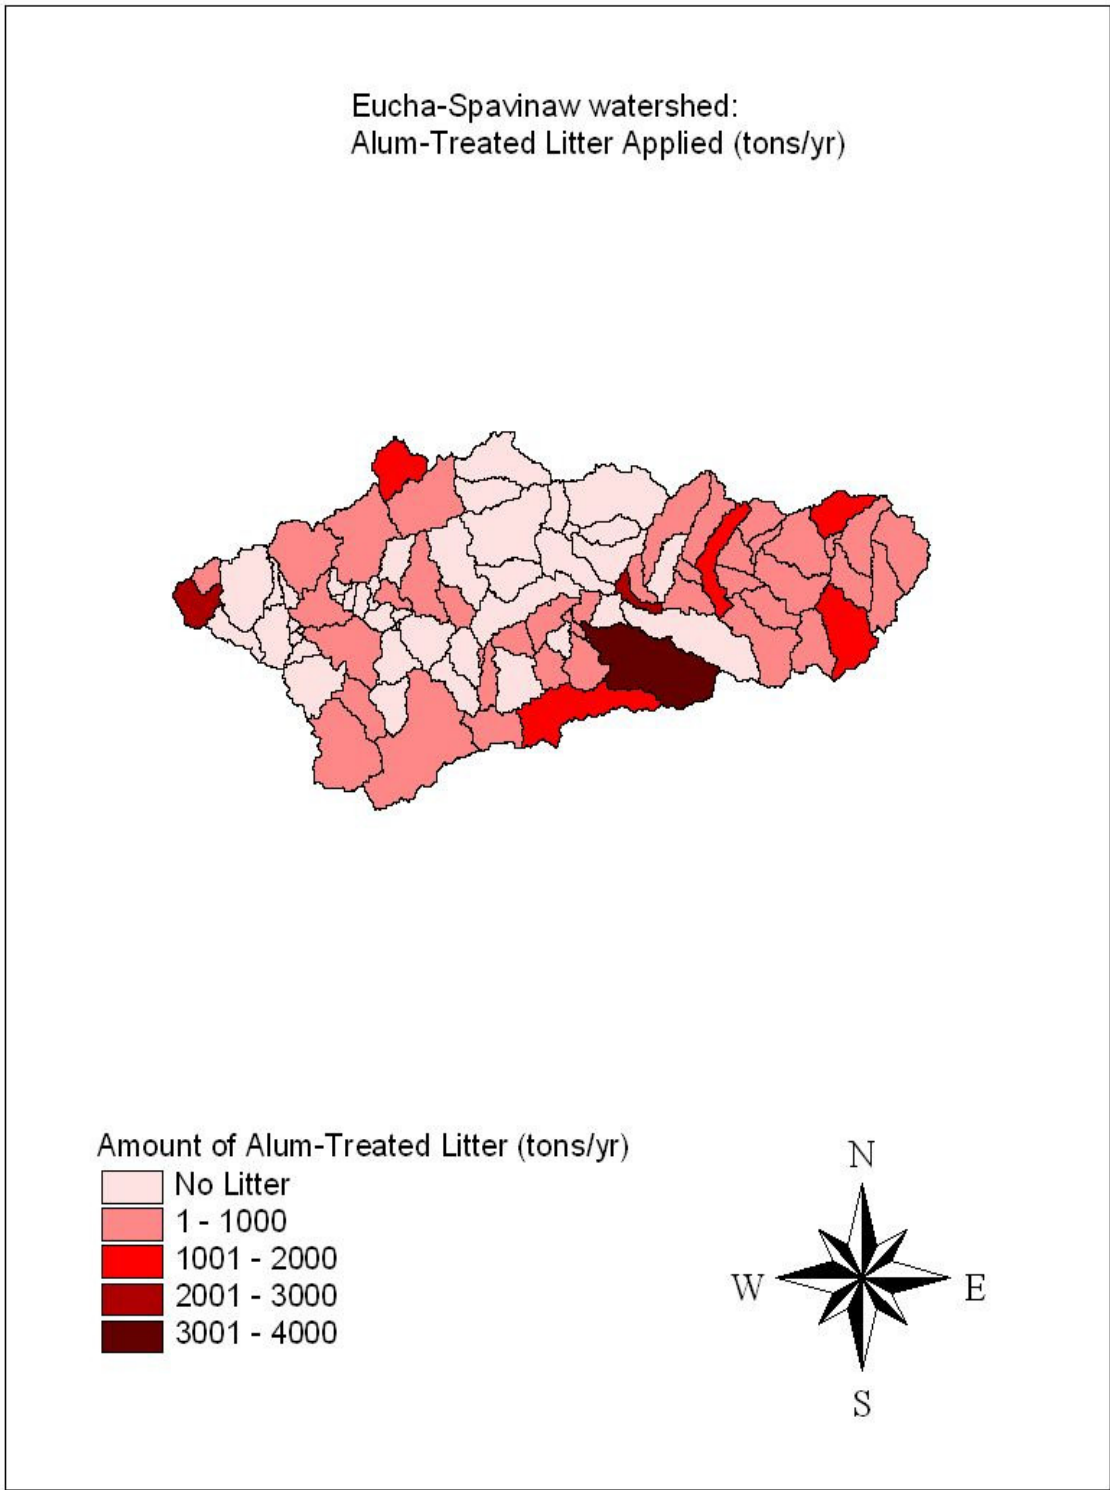 Eucha-Spavinaw watershed:
Alum-Treated Litter Applied (tons/yr)
Amount of Alum-Treated Litter (tons/yr)
No Litter
1 - 1000
1001 - 2000
2001 - 3000
3001 - 4000
N
W
E
S